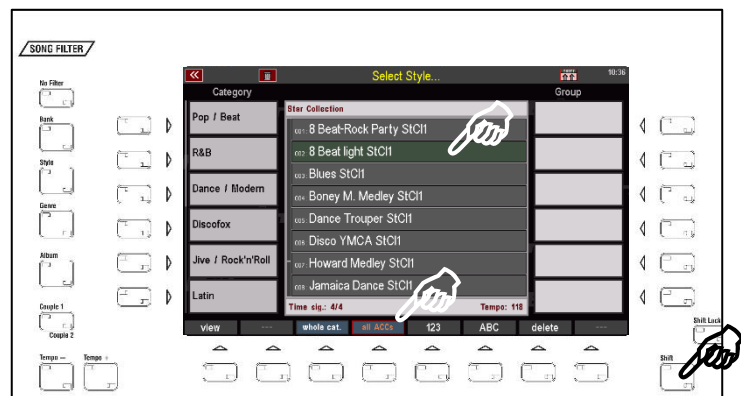 SONG FILTER
No Filter
Bank
Style
Genre
Album
Couple 1
Couple 2
Tempo –
Tempo +
Select Style...
10:36
Category
Group
Pop / Beat
R&B
Dance / Modern
Discofox
Jive / Rock'n'Roll
Latin
Star Collection
001: 8 Beat-Rock Party StCl1
002: 8 Beat light StCl1
003: Blues StCl1
004: Boney M. Medley StCl1
005: Dance Trouper StCl1
006: Disco YMCA StCl1
007: Howard Medley StCl1
008: Jamaica Dance StCl1
Time sig.: 4/4
Tempo: 118
view
---
whole cat.
all ACCs
123
ABC
delete
---
Shift Lock
Shift